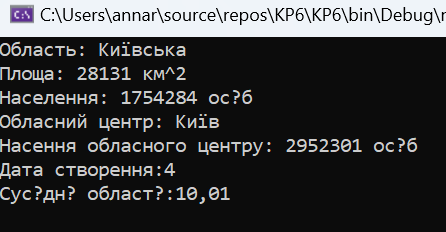 C:\Users\annar\source\repos\KP6\KP6\bin\Debug\
Область: Київська
Площа: 28131 км^2
Населення: 1754284 ос?б
Обласний центр: Київ
Насення обласного центру: 2952301 ос?б
Дата створення:4
Сус?дн? област?:10,01